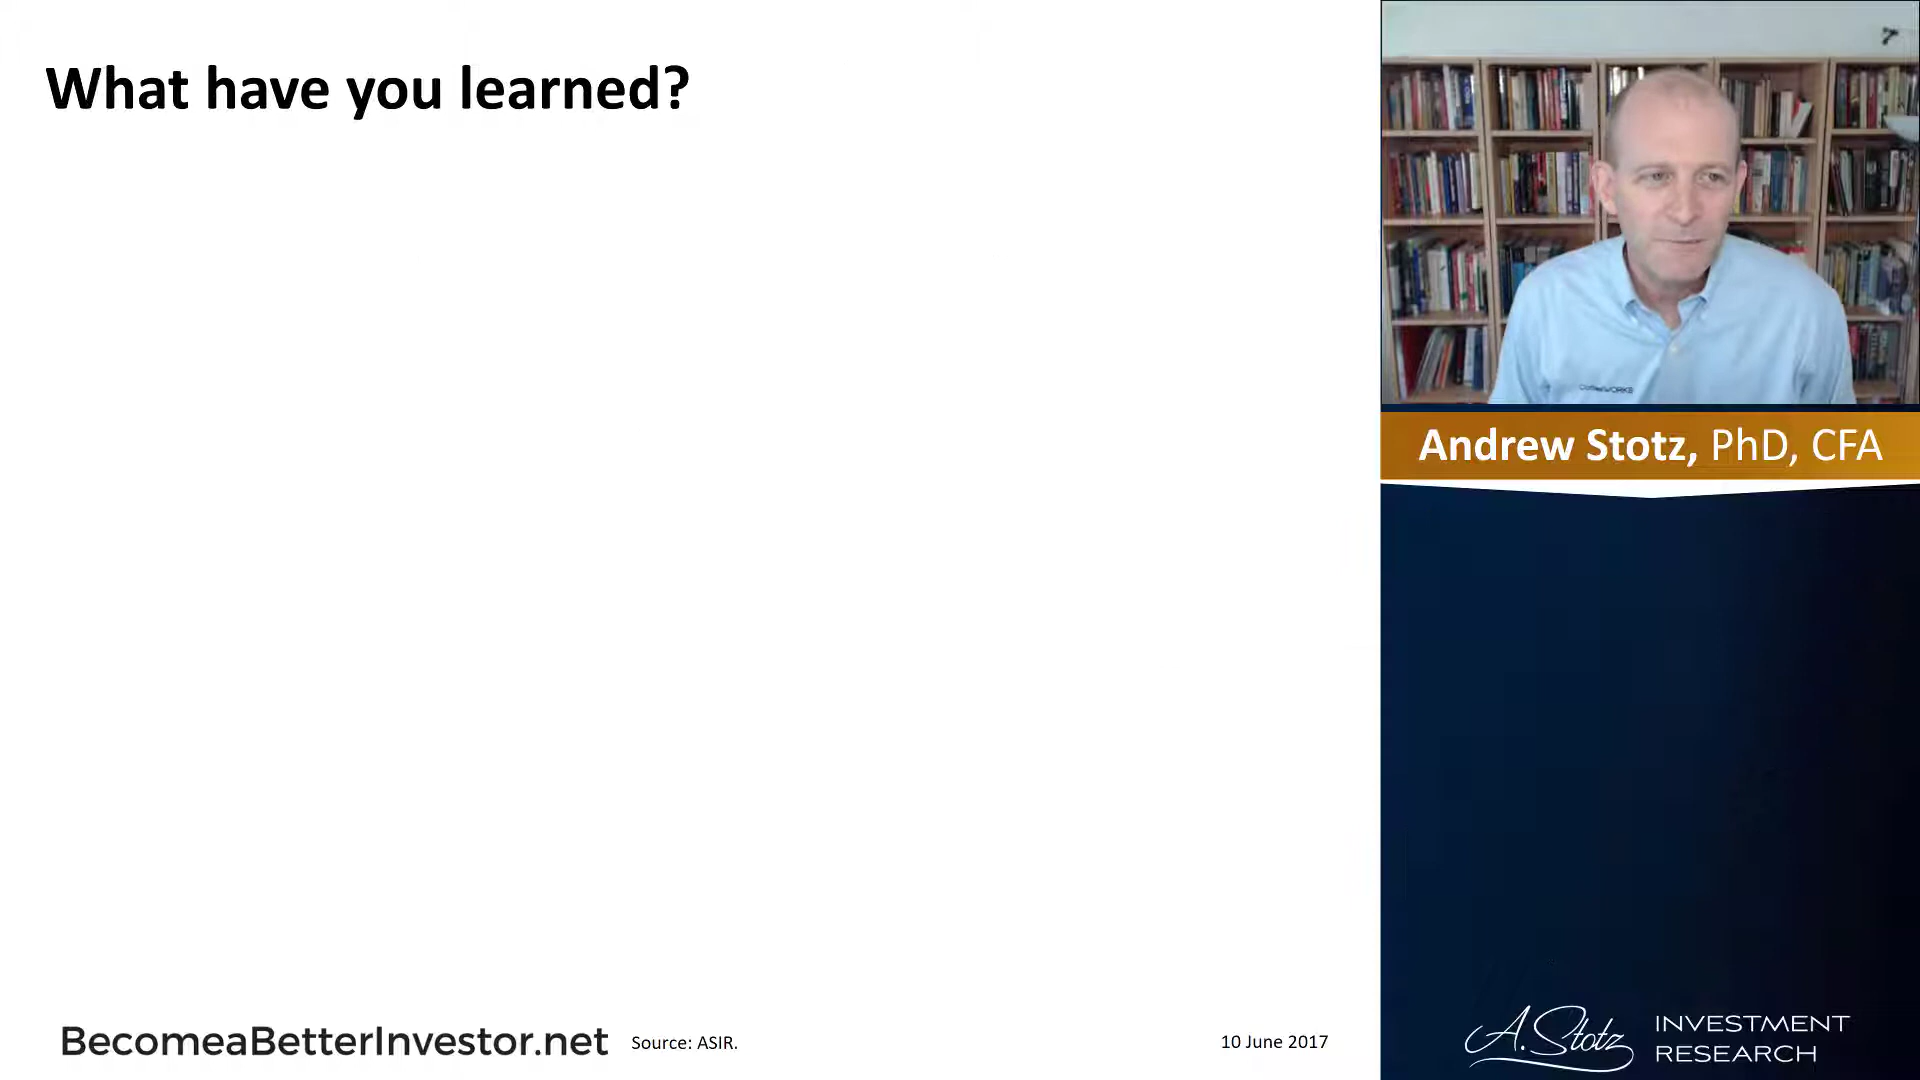 What have you learned?
Andrew Stotz, PhD, CFA
BecomeaBetterInvestor.net
Source: ASIR.
10 June 2017
A. Stotz
INVESTMENT
RESEARCH